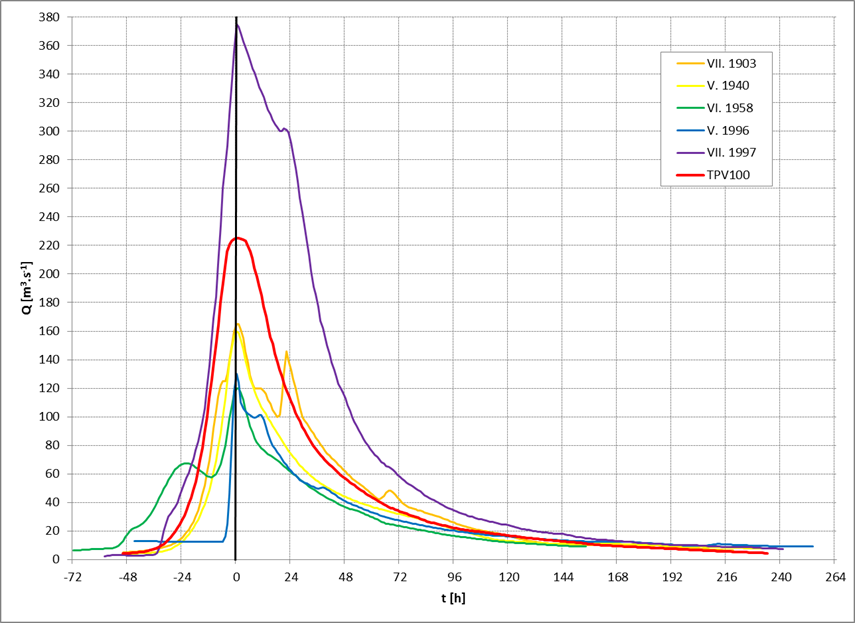 380
360
340
320
300
280
260
240
220
200
180
160
140
120
100
80
60
40
20
0
Q [m³.s⁻¹]
VII. 1903
V. 1940
VI. 1958
V. 1996
VII. 1997
TPV100
-72 -48 -24 0 24 48 72 96 120 144 168 192 216 240 264
t [h]